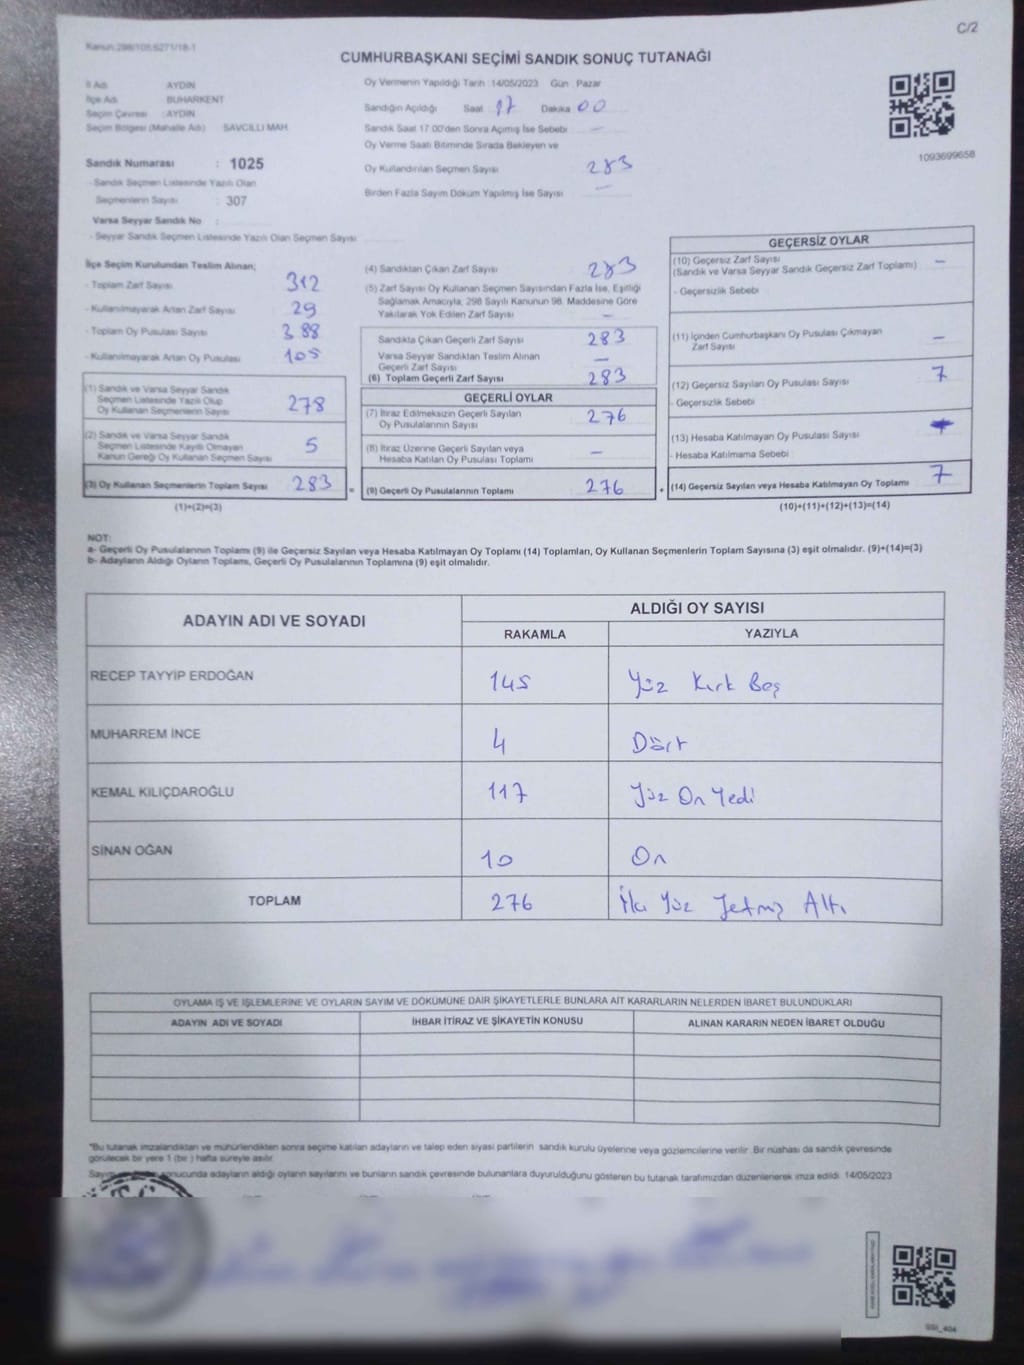 C/2
Kanun:298/106;6271/18-1
CUMHURBAŞKANI SEÇİMİ SANDIK SONUÇ TUTANAĞI
İl Adı AYDIN
İlçe Adı BUHARKENT
Seçim Çevresi : AYDIN
Seçim Bölgesi (Mahalle Adı) SAVCILLI MAH.
Sandık Numarası : 1025
- Sandık Seçmen Listesinde Yazılı Olan
Seçmenlerin Sayısı : 307
Varsa Seyyar Sandık No :
- Seyyar Sandık Seçmen Listesinde Yazılı Olan Seçmen Sayısı
Oy Vermenin Yapıldığı Tarih : 14/05/2023 Gün : Pazar
Sandığın Açıldığı Saat 17 Dakika 00
Sandık Saat 17.00'den Sonra Açımış İse Sebebi -
Oy Verme Saati Bitiminde Sırada Bekleyen ve
Oy Kullandırılan Seçmen Sayısı 283
Birden Fazla Sayım Döküm Yapılmış İse Sayısı -
1093699658
İlçe Seçim Kurulundan Teslim Alınan;
- Toplam Zarf Sayısı 312
- Kullanılmayarak Artan Zarf Sayısı 29
- Toplam Oy Pusulası Sayısı 388
- Kullanılmayarak Artan Oy Pusulası 105
(1) Sandık ve Varsa Seyyar Sandık
Seçmen Listesinde Yazılı Olup
Oy Kullanan Seçmenlerin Sayısı 278
(2) Sandık ve Varsa Seyyar Sandık
Seçmen Listesinde Kayıtlı Olmayan
Kanun Gereği Oy Kullanan Seçmen Sayısı 5
(3) Oy Kullanan Seçmenlerin Toplam Sayısı 283 =
(1)+(2)=(3)
(4) Sandıktan Çıkan Zarf Sayısı 283
(5) Zarf Sayısı Oy Kullanan Seçmen Sayısından Fazla İse, Eşitliği
Sağlamak Amacıyla, 298 Sayılı Kanunun 98. Maddesine Göre
Yakılarak Yok Edilen Zarf Sayısı -
Sandıkta Çıkan Geçerli Zarf Sayısı 283
Varsa Seyyar Sandıktan Teslim Alınan
Geçerli Zarf Sayısı -
(6) Toplam Geçerli Zarf Sayısı 283
GEÇERLİ OYLAR
(7) İtiraz Edilmeksizin Geçerli Sayılan
Oy Pusulalarının Sayısı 276
(8) İtiraz Üzerine Geçerli Sayılan veya
Hesaba Katılan Oy Pusulası Toplamı -
(9) Geçerli Oy Pusulalarının Toplamı 276 +
GEÇERSİZ OYLAR
(10) Geçersiz Zarf Sayısı -
(Sandık ve Varsa Seyyar Sandık Geçersiz Zarf Toplamı)
- Geçersizlik Sebebi
(11) İçinden Cumhurbaşkanı Oy Pusulası Çıkmayan
Zarf Sayısı -
(12) Geçersiz Sayılan Oy Pusulası Sayısı 7
- Geçersizlik Sebebi
(13) Hesaba Katılmayan Oy Pusulası Sayısı
- Hesaba Katılmama Sebebi
(14) Geçersiz Sayılan veya Hesaba Katılmayan Oy Toplamı 7
(10)+(11)+(12)+(13)=(14)
NOT:
a- Geçerli Oy Pusulalarının Toplamı (9) ile Geçersiz Sayılan veya Hesaba Katılmayan Oy Toplamı (14) Toplamları, Oy Kullanan Seçmenlerin Toplam Sayısına (3) eşit olmalıdır. (9)+(14)=(3)
b- Adayların Aldığı Oyların Toplamı, Geçerli Oy Pusulalarının Toplamına (9) eşit olmalıdır.
ADAYIN ADI VE SOYADI ALDIĞI OY SAYISI
RAKAMLA YAZIYLA
RECEP TAYYİP ERDOĞAN 145 Yüz Kırk Beş
MUHARREM İNCE 4 Dört
KEMAL KILIÇDAROĞLU 117 Yüz On Yedi
SİNAN OĞAN 10 On
TOPLAM 276 İki Yüz Yetmiş Altı
OYLAMA İŞ VE İŞLEMLERİNE VE OYLARIN SAYIM VE DÖKÜMÜNE DAİR ŞİKAYETLERLE BUNLARA AİT KARARLARIN NELERDEN İBARET BULUNDUKLARI
ADAYIN ADI VE SOYADI İHBAR İTİRAZ VE ŞİKAYETİN KONUSU ALINAN KARARIN NEDEN İBARET OLDUĞU
*Bu tutanak imzalandıktan ve mühürlendikten sonra seçime katılan adayların ve talep eden siyasi partilerin sandık kurulu üyelerine veya gözlemcilerine verilir. Bir nüshası da sandık çevresinde
görülecek bir yere 1 (bir) hafta süreyle asılır.
Sayım sonucunda adayların aldığı oyların sayılarını ve bunların sandık çevresinde bulunanlara duyurulduğunu gösteren bu tutanak tarafımızdan düzenlenerek imza edildi. 14/05/2023